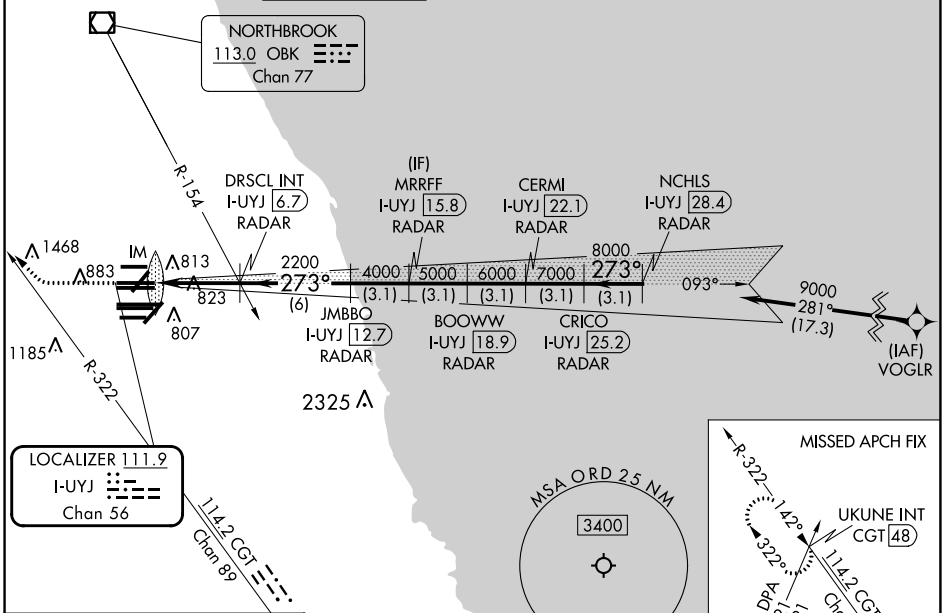 NORTHBROOK
113.0 OBK
Chan 77
R-154
DRSCL INT
I-UYJ 6.7
RADAR
(IF)
MRRFF
I-UYJ 15.8
RADAR
CERMI
I-UYJ 22.1
RADAR
NCHLS
I-UYJ 28.4
RADAR
1468
883
IM
813
823
807
1185
2200
273°
(6)
4000
(3.1)
5000
(3.1)
6000
(3.1)
7000
(3.1)
8000
273°
(3.1)
093°
9000
281°
(17.3)
(IAF)
VOGLR
JMBBO
I-UYJ 12.7
RADAR
BOOWW
I-UYJ 18.9
RADAR
CRICO
I-UYJ 25.2
RADAR
2325
R-322
LOCALIZER 111.9
I-UYJ
Chan 56
114.2 CGT
Chan 89
MSA ORD 25 NM
3400
MISSED APCH FIX
R-322
142°
322°
UKUNE INT
CGT 48
114.2 CGT
DPA